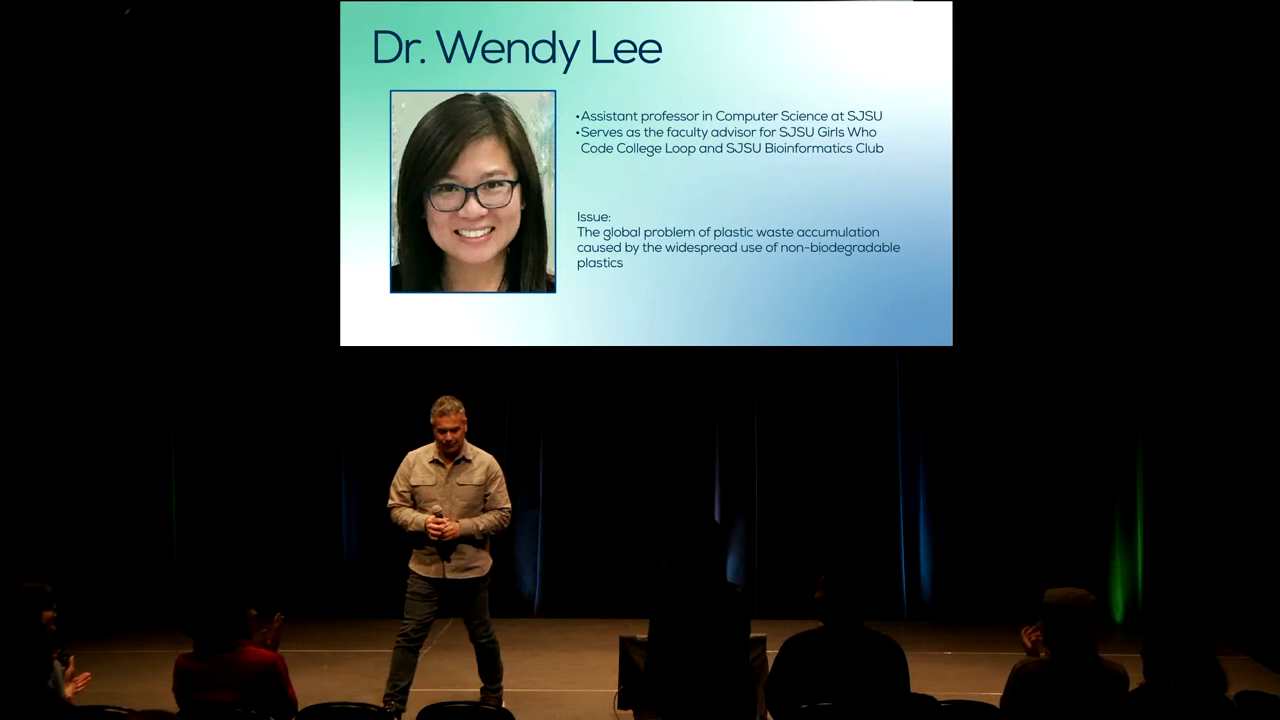 Dr. Wendy Lee
•Assistant professor in Computer Science at SJSU
•Serves as the faculty advisor for SJSU Girls Who
Code College Loop and SJSU Bioinformatics Club
Issue:
The global problem of plastic waste accumulation
caused by the widespread use of non-biodegradable
plastics